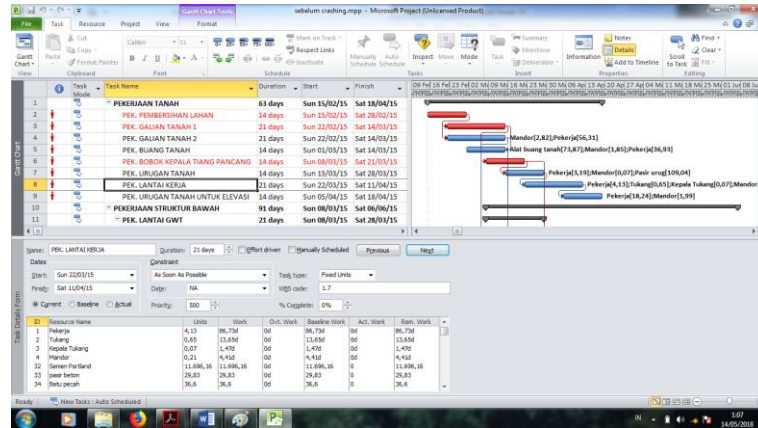 Gantt Chart Tools
sebelum crashing.mpp - Microsoft Project (Unlicensed Product)
File Task Resource Project View Format
Gantt Chart
Paste
Cut
Copy
Format Painter
Calibri 11
B I U
Mark on Track
Respect Links
Inactivate
Manually Schedule
Auto Schedule
Inspect Move Mode
Task
Summary
Milestone
Deliverable
Information
Notes
Details
Add to Timeline
Scroll to Task
Find
Clear
Fill
View Clipboard Font Schedule Tasks Insert Properties Editing
Task Mode Task Name Duration Start Finish
1 PEKERJAAN TANAH 63 days Sun 15/02/15 Sat 18/04/15
2 PEK. PEMBERSIHAN LAHAN 14 days Sun 15/02/15 Sat 28/02/15
3 PEK. GALIAN TANAH 1 21 days Sun 22/02/15 Sat 14/03/15
4 PEK. GALIAN TANAH 2 21 days Sun 22/02/15 Sat 14/03/15 Mandor[2,82];Pekerja[56,31]
5 PEK. BUANG TANAH 14 days Sun 01/03/15 Sat 14/03/15 Alat buang tanah[73,87];Mandor[1,85];Pekerja[36,93]
6 PEK. BOBOK KEPALA TIANG PANCANG 14 days Sun 08/03/15 Sat 21/03/15
7 PEK. URUGAN TANAH 14 days Sun 15/03/15 Sat 28/03/15 Pekerja[3,19];Mandor[0,07];Pasir urug[109,04]
8 PEK. LANTAI KERJA 21 days Sun 22/03/15 Sat 11/04/15 Pekerja[4,13];Tukang[0,65];Kepala Tukang[0,07];Mandor
9 PEK. URUGAN TANAH UNTUK ELEVASI 14 days Sun 05/04/15 Sat 18/04/15 Pekerja[18,24];Mandor[1,99]
10 PEKERJAAN STRUKTUR BAWAH 91 days Sun 08/03/15 Sat 06/06/15
11 PEK. LANTAI GWT 21 days Sun 08/03/15 Sat 28/03/15
Gantt Chart
Name: PEK. LANTAI KERJA Duration: 21 days Effort driven Manually Scheduled Previous Next
Dates Constraint
Start: Sun 22/03/15 As Soon As Possible Task type: Fixed Units
Finish: Sat 11/04/15 Date: NA WBS code: 1.7
Current Baseline Actual Priority: 500 % Complete: 0%
Task Details Form
ID Resource Name Units Work Ovt. Work Baseline Work Act. Work Rem. Work
1 Pekerja 4,13 86,73d 0d 86,73d 0d 86,73d
2 Tukang 0,65 13,65d 0d 13,65d 0d 13,65d
3 Kepala Tukang 0,07 1,47d 0d 1,47d 0d 1,47d
4 Mandor 0,21 4,41d 0d 4,41d 0d 4,41d
32 Semen Portland 11.696,16 11.696,16 0d 11.696,16 0 11.696,16
33 pasir beton 29,83 29,83 0d 29,83 0 29,83
34 Batu pecah 36,6 36,6 0d 36,6 0 36,6
Ready New Tasks : Auto Scheduled
IN 1:07
14/05/2018